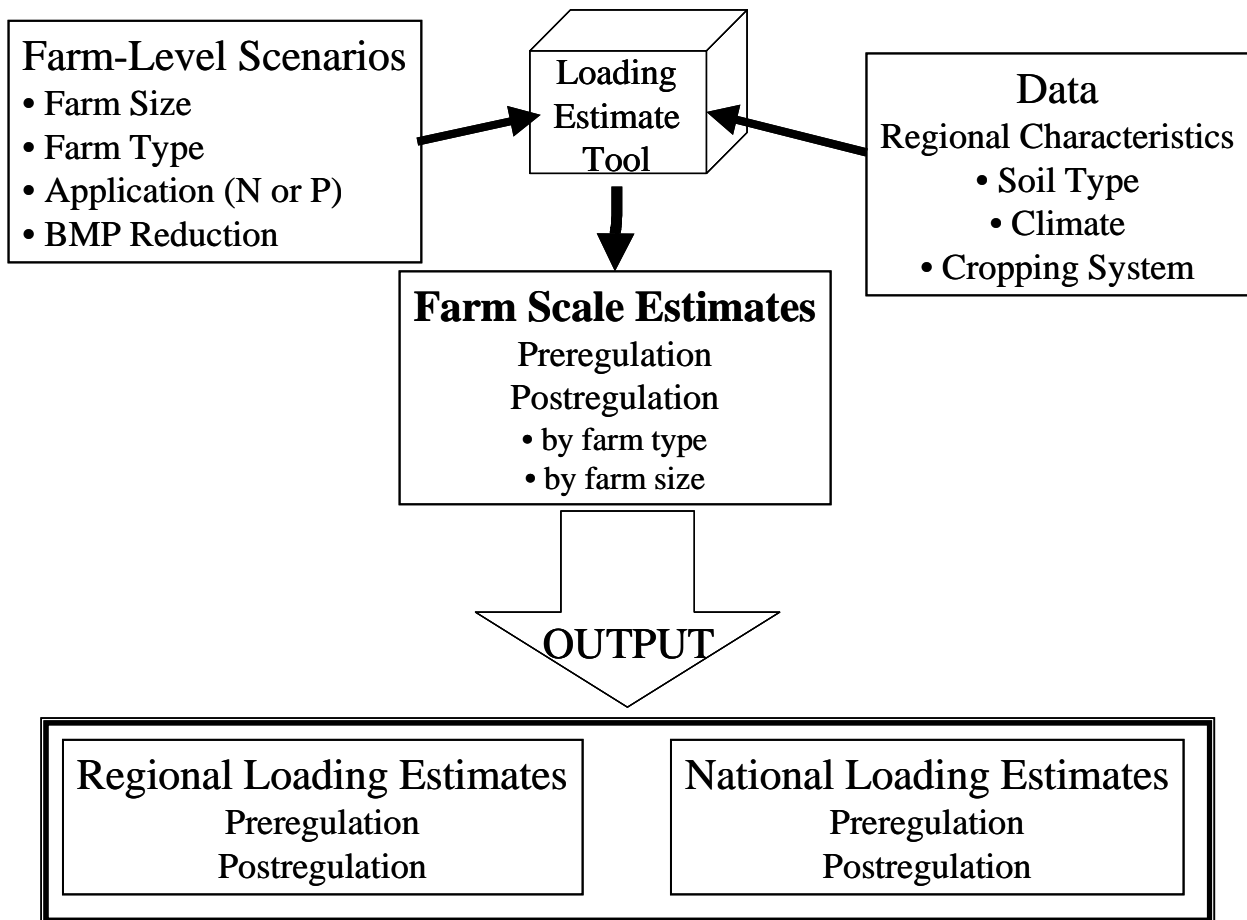 Farm-Level Scenarios
• Farm Size
• Farm Type
• Application (N or P)
• BMP Reduction
Loading
Estimate
Tool
Data
Regional Characteristics
• Soil Type
• Climate
• Cropping System
Farm Scale Estimates
Preregulation
Postregulation
• by farm type
• by farm size
OUTPUT
Regional Loading Estimates
Preregulation
Postregulation
National Loading Estimates
Preregulation
Postregulation